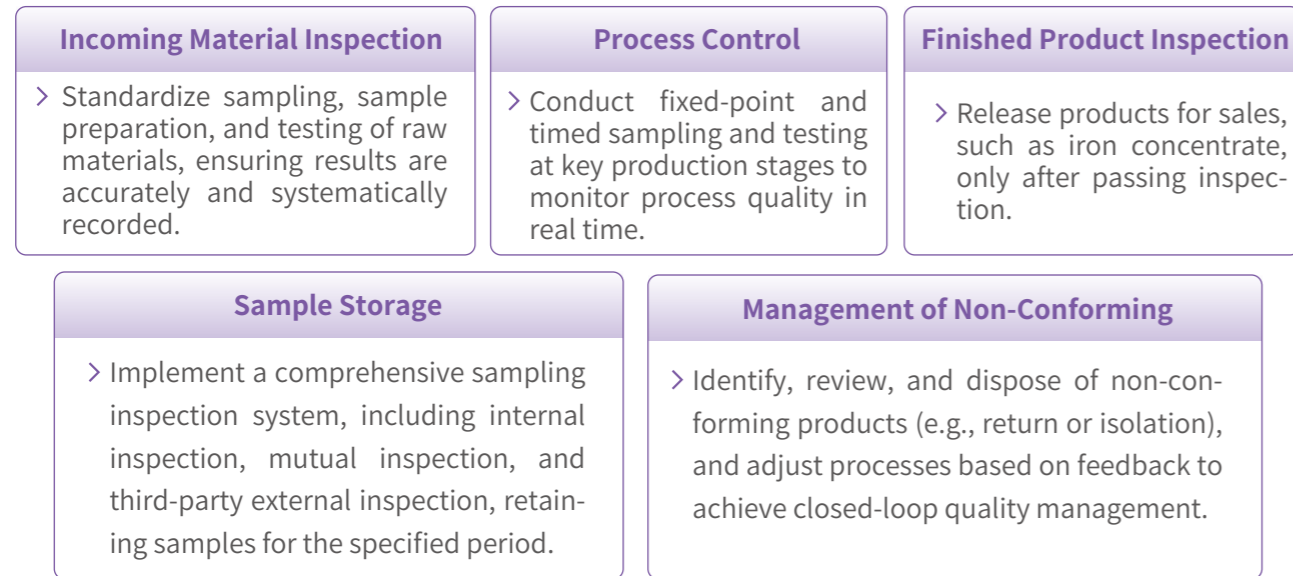 Incoming Material Inspection
Standardize sampling, sample
preparation, and testing of raw
materials, ensuring results are
accurately and systematically
recorded.
Process Control
Conduct fixed-point and
timed sampling and testing
at key production stages to
monitor process quality in
real time.
Finished Product Inspection
Release products for sales,
such as iron concentrate,
only after passing inspec-
tion.
Sample Storage
Implement a comprehensive sampling
inspection system, including internal
inspection, mutual inspection, and
third-party external inspection, retain-
ing samples for the specified period.
Management of Non-Conforming
Identify, review, and dispose of non-con-
forming products (e.g., return or isolation),
and adjust processes based on feedback to
achieve closed-loop quality management.